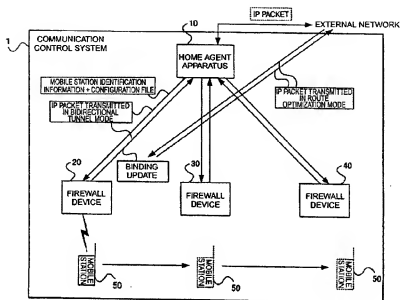 10
IP PACKET
EXTERNAL NETWORK
1
COMMUNICATION
CONTROL SYSTEM
HOME AGENT
APPARATUS
MOBILE STATION IDENTIFICATION
INFORMATION + CONFIGURATION FILE
IP PACKET TRANSMITTED
IN BIDIRECTIONAL
TUNNEL MODE
IP PACKET TRANSMITTED
IN ROUTE
OPTIMIZATION MODE
BINDING
UPDATE
20
FIREWALL
DEVICE
30
FIREWALL
DEVICE
40
FIREWALL
DEVICE
MOBILE
STATION
50
MOBILE
STATION
50
MOBILE
STATION
50